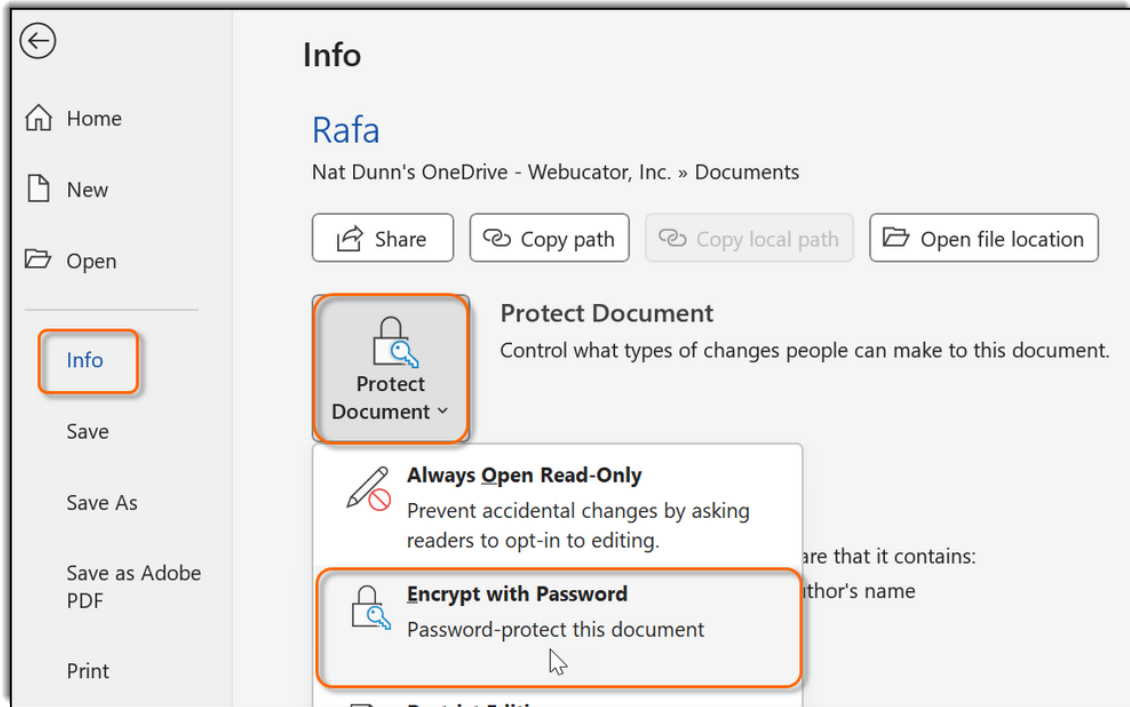 Info
Home
New
Open
Info
Save
Save As
Save as Adobe
PDF
Print
Rafa
Nat Dunn's OneDrive - Webucator, Inc. » Documents
Share
Copy path
Copy local path
Open file location
Protect
Document
Protect Document
Control what types of changes people can make to this document.
Always Open Read-Only
Prevent accidental changes by asking
readers to opt-in to editing.
Encrypt with Password
Password-protect this document
are that it contains:
thor's name